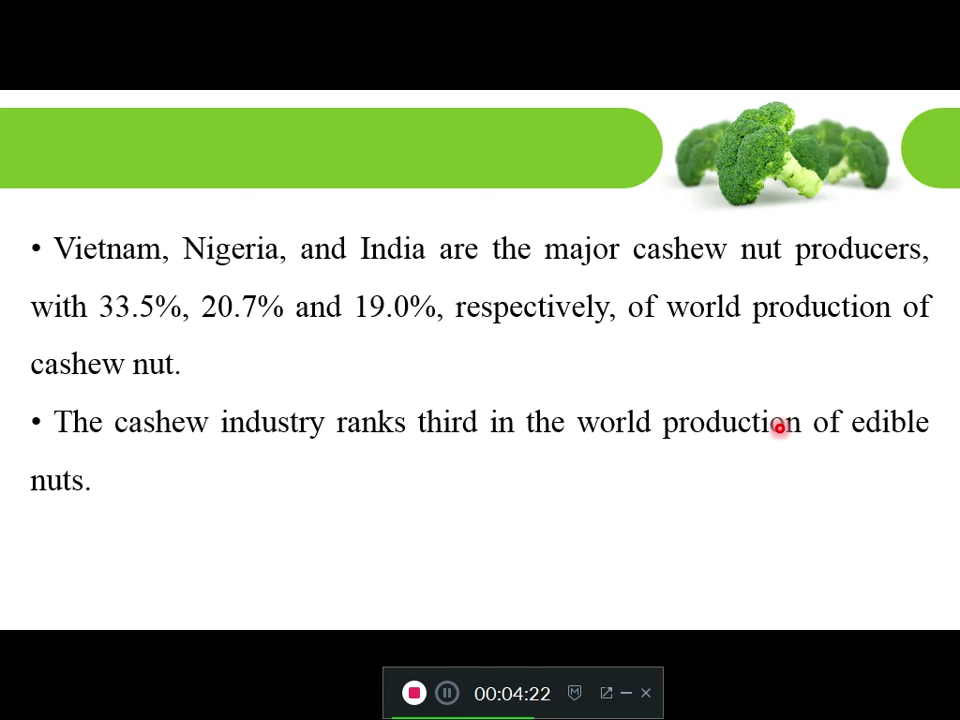 • Vietnam, Nigeria, and India are the major cashew nut producers,
with 33.5%, 20.7% and 19.0%, respectively, of world production of
cashew nut.
• The cashew industry ranks third in the world production of edible
nuts.
00:04:22